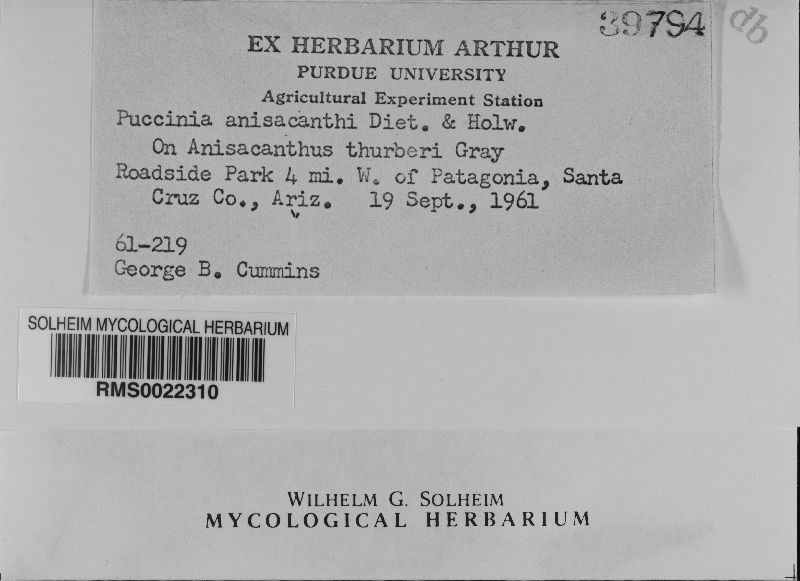 39794 db
EX HERBARIUM ARTHUR
PURDUE UNIVERSITY
Agricultural Experiment Station
Puccinia anisacanthi Diet. & Holw.
On Anisacanthus thurberi Gray
Roadside Park 4 mi. W. of Patagonia, Santa
Cruz Co., Ariz. 19 Sept., 1961
61-219
George B. Cummins
SOLHEIM MYCOLOGICAL HERBARIUM
RMS0022310
WILHELM G. SOLHEIM
MYCOLOGICAL HERBARIUM